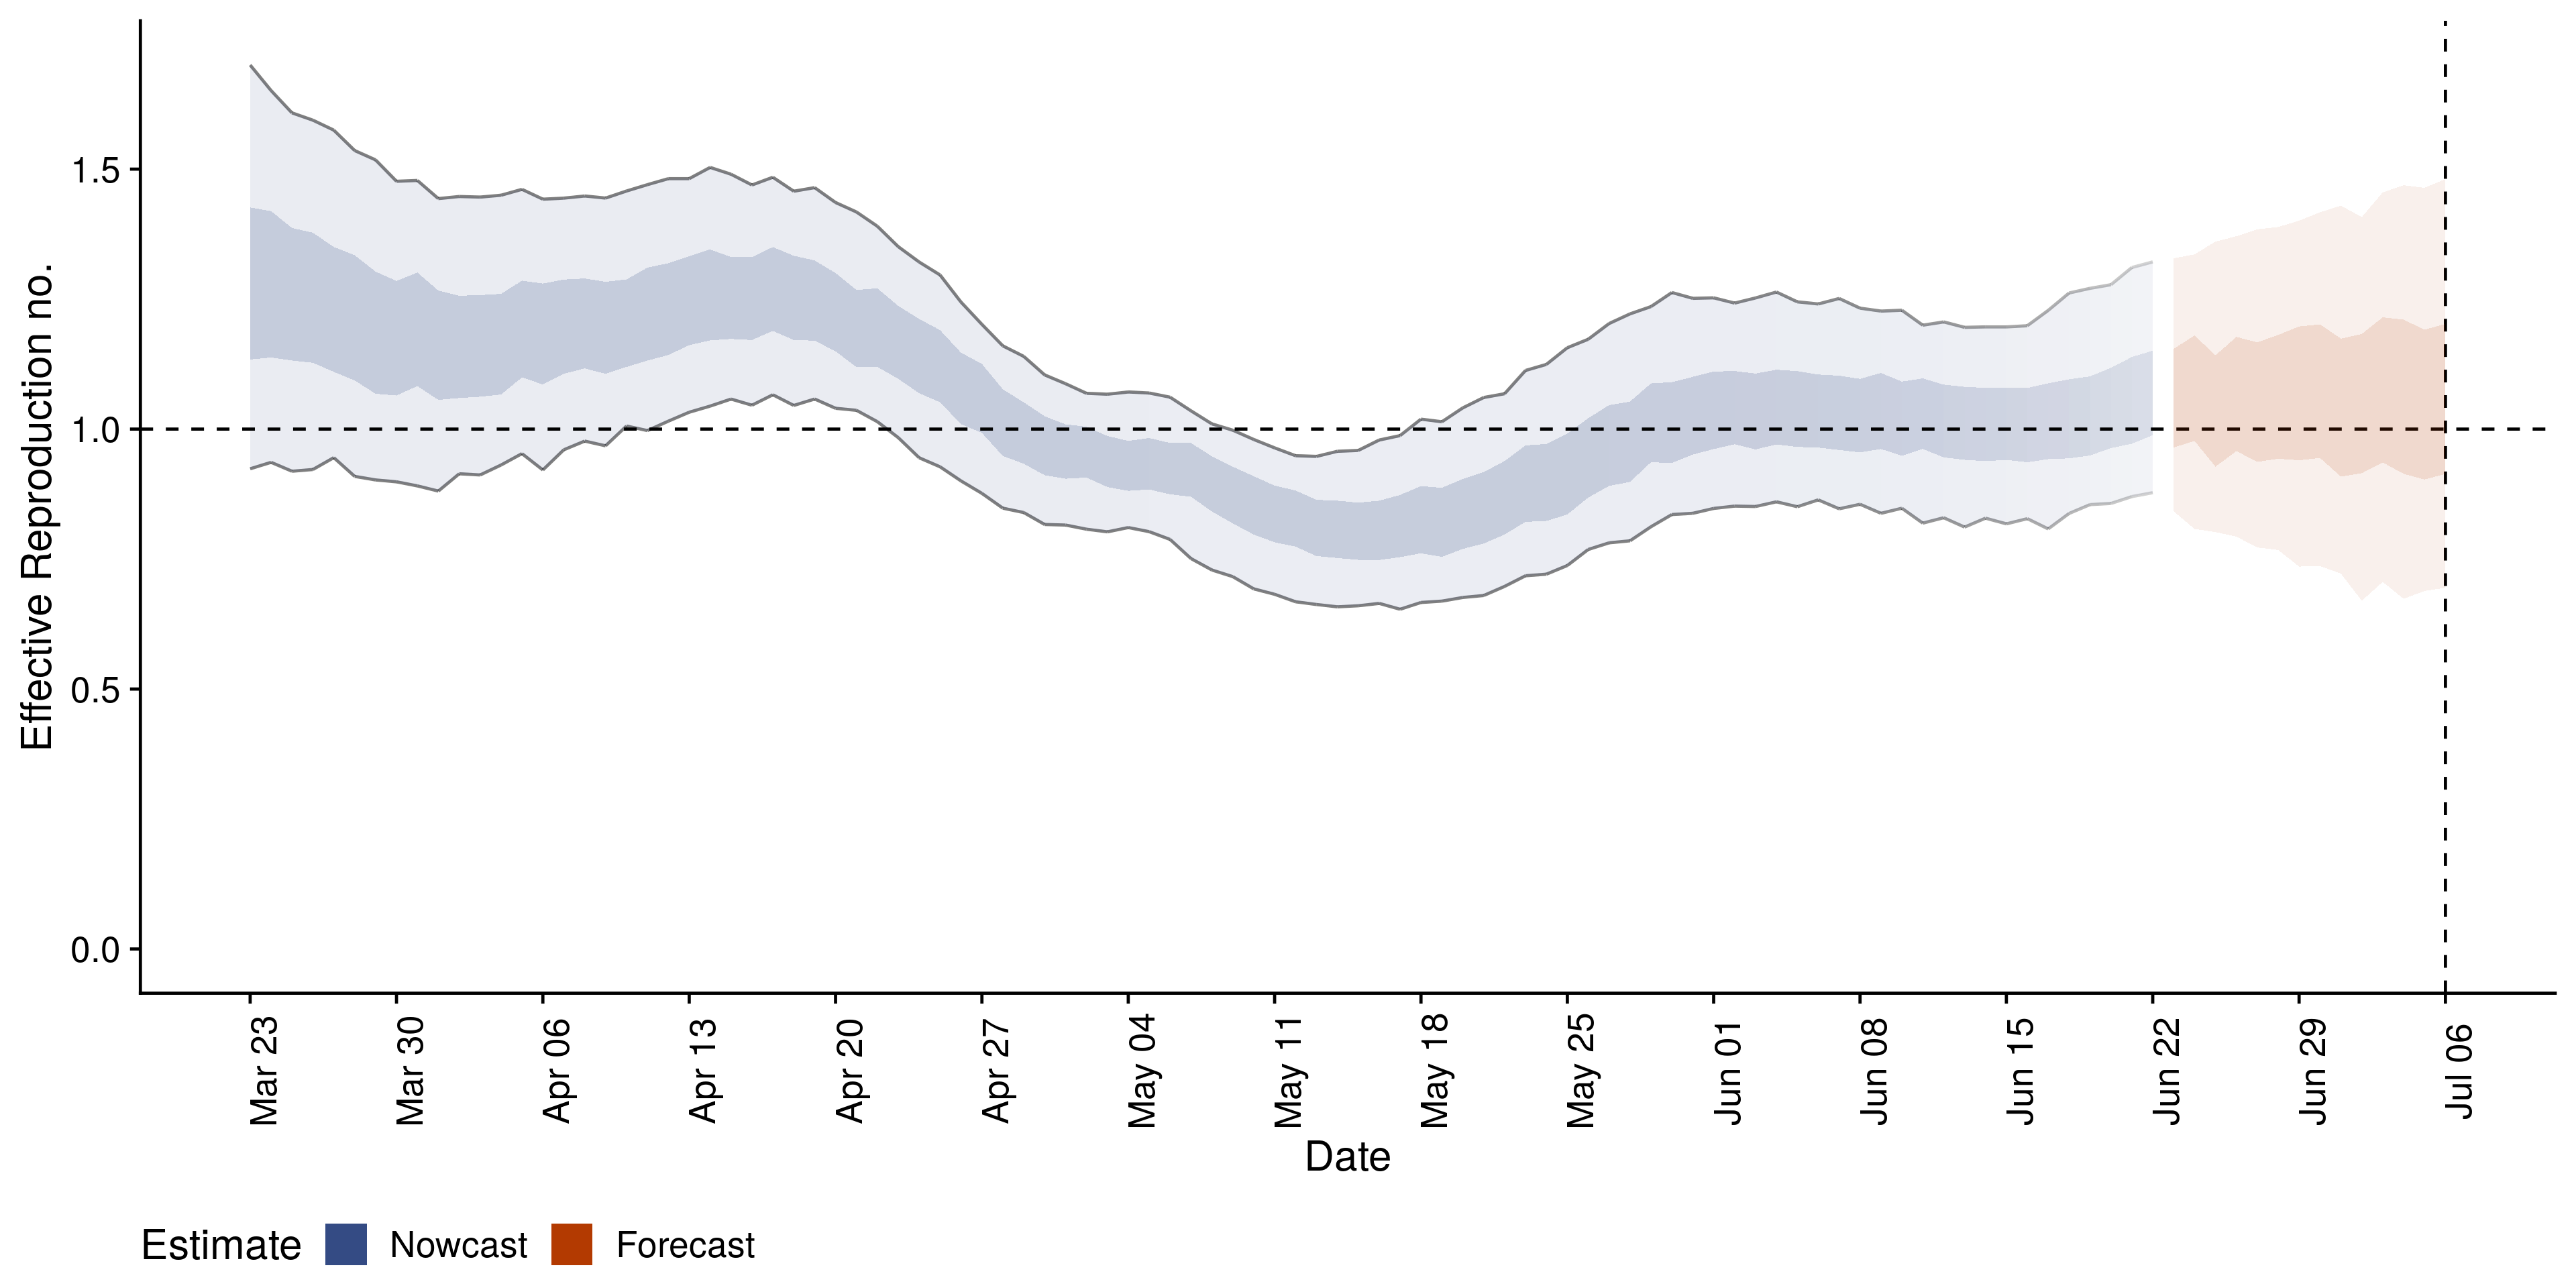 Effective Reproduction no.
1.5
1.0
0.5
0.0
Mar 23
Mar 30
Apr 06
Apr 13
Apr 20
Apr 27
May 04
May 11
May 18
May 25
Jun 01
Jun 08
Jun 15
Jun 22
Jun 29
Jul 06
Date
Estimate Nowcast Forecast